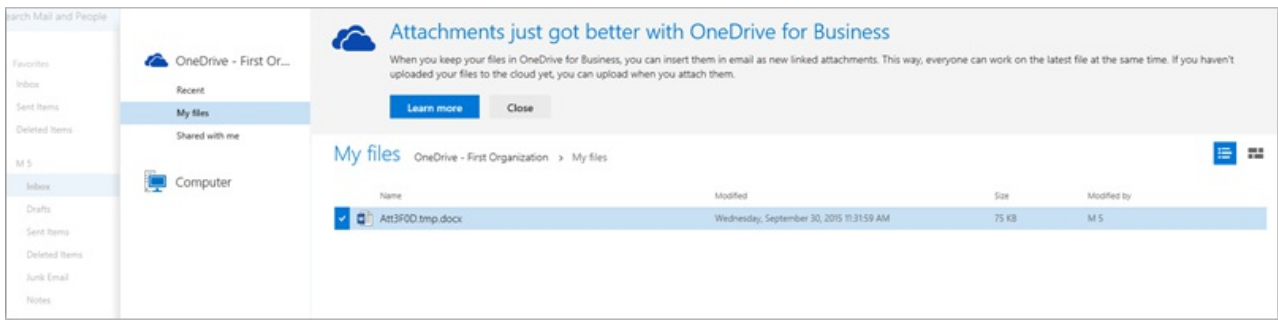 earch Mail and People
Favorites
Inbox
Sent Items
Deleted Items
M 5
Inbox
Drafts
Sent Items
Deleted Items
Junk Email
Notes
OneDrive - First Or...
Recent
My files
Shared with me
Computer
Attachments just got better with OneDrive for Business
When you keep your files in OneDrive for Business, you can insert them in email as new linked attachments. This way, everyone can work on the latest file at the same time. If you haven't
uploaded your files to the cloud yet, you can upload when you attach them.
Learn more Close
My files OneDrive - First Organization > My files
Name Modified Size Modified by
Att3F0D.tmp.docx Wednesday, September 30, 2015 11:31:59 AM 75 KB M 5